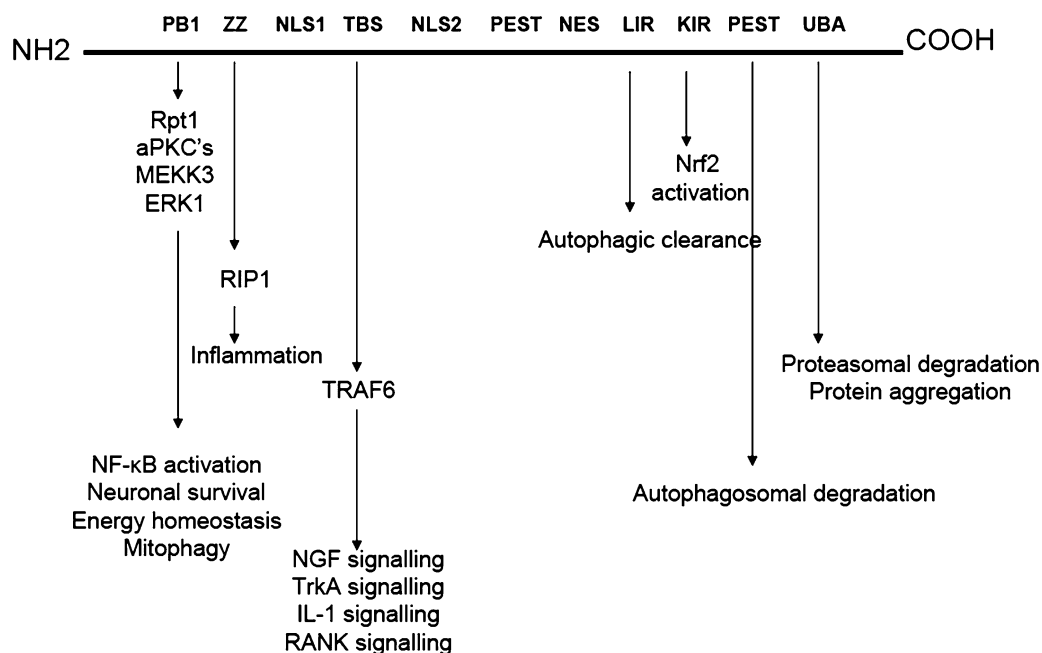 PB1 ZZ NLS1 TBS NLS2 PEST NES LIR KIR PEST UBA
NH2 COOH
Rpt1
aPKC's
MEKK3
ERK1
Nrf2
activation
Autophagic clearance
RIP1
Inflammation
TRAF6
Proteasomal degradation
Protein aggregation
NF-κB activation
Neuronal survival
Energy homeostasis
Mitophagy
Autophagosomal degradation
NGF signalling
TrkA signalling
IL-1 signalling
RANK signalling